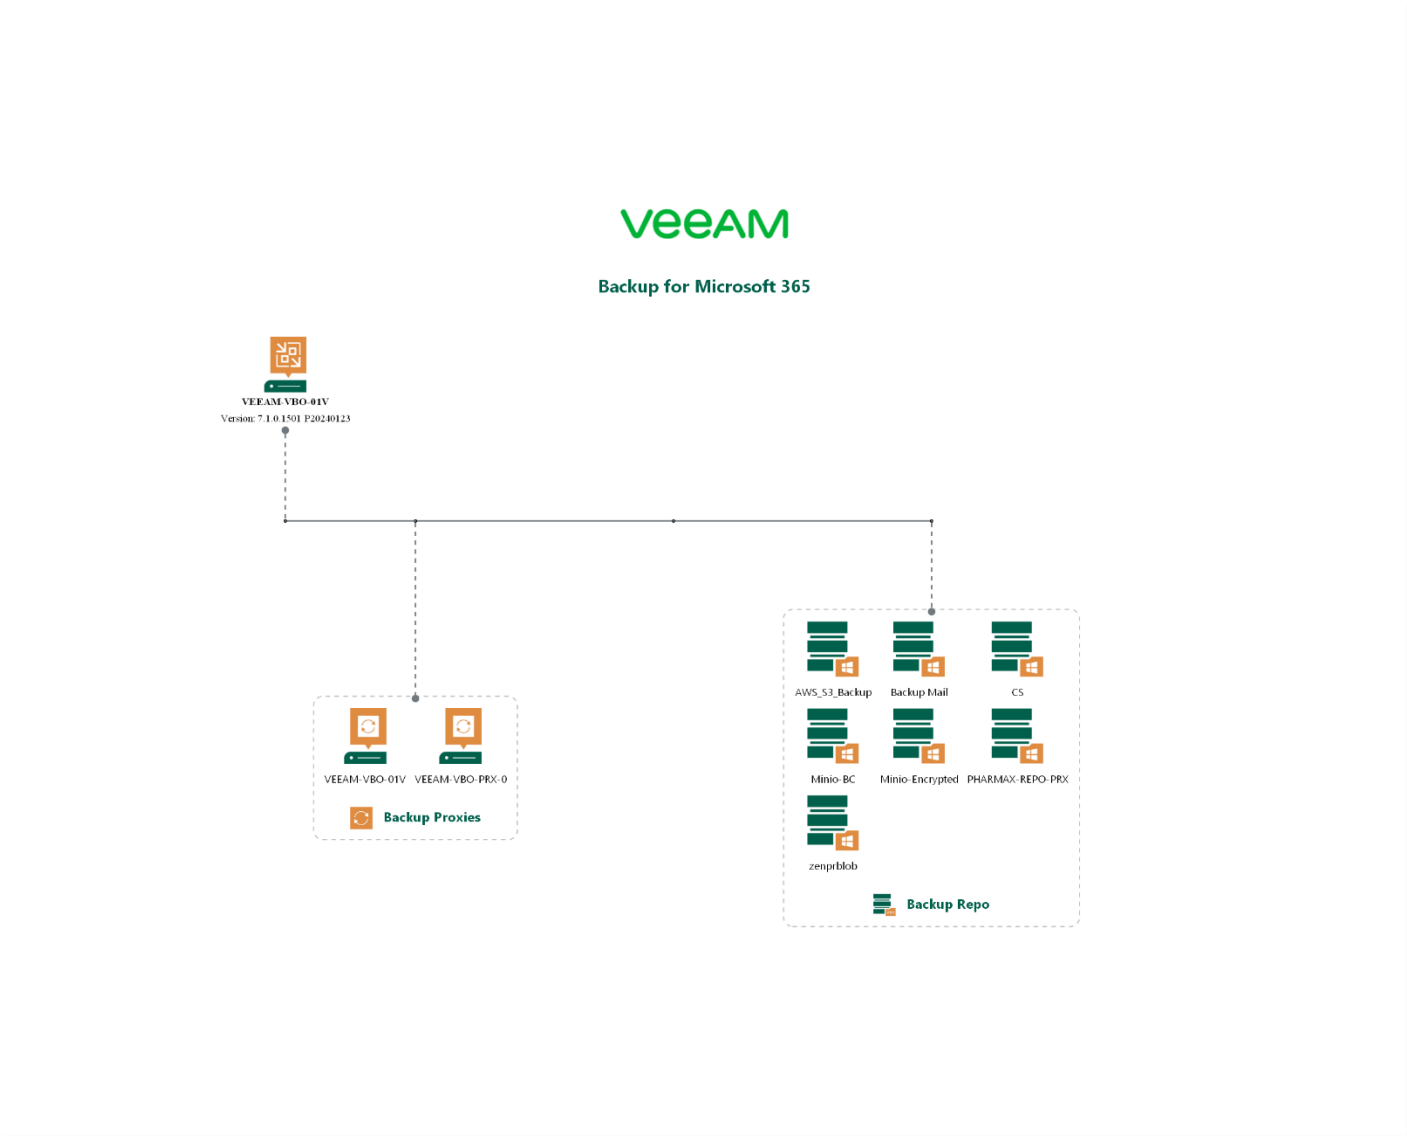 veeAM
Backup for Microsoft 365
VEEAM-VBO-01V
Version: 7.1.0.1501 P20240123
AWS_S3_Backup Backup Mail CS
Minio-BC Minio-Encrypted PHARMAX-REPO-PRX
zenprblob
Backup Repo
VEEAM-VBO-01V VEEAM-VBO-PRX-0
Backup Proxies